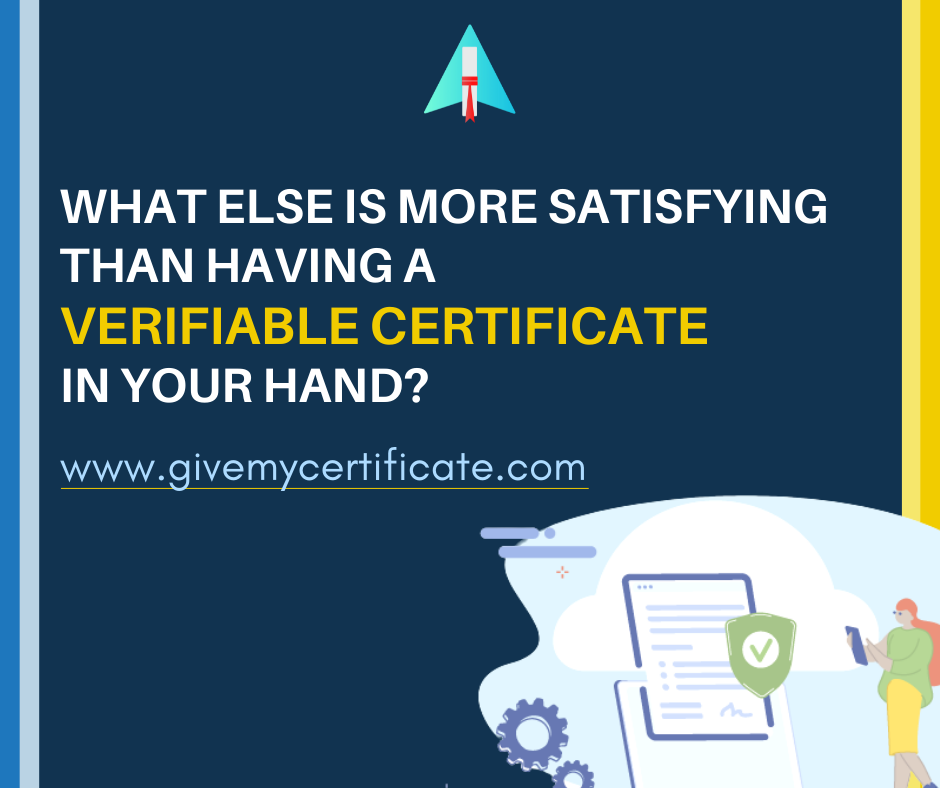 WHAT ELSE IS MORE SATISFYING
THAN HAVING A
VERIFIABLE CERTIFICATE
IN YOUR HAND?
www.givemycertificate.com